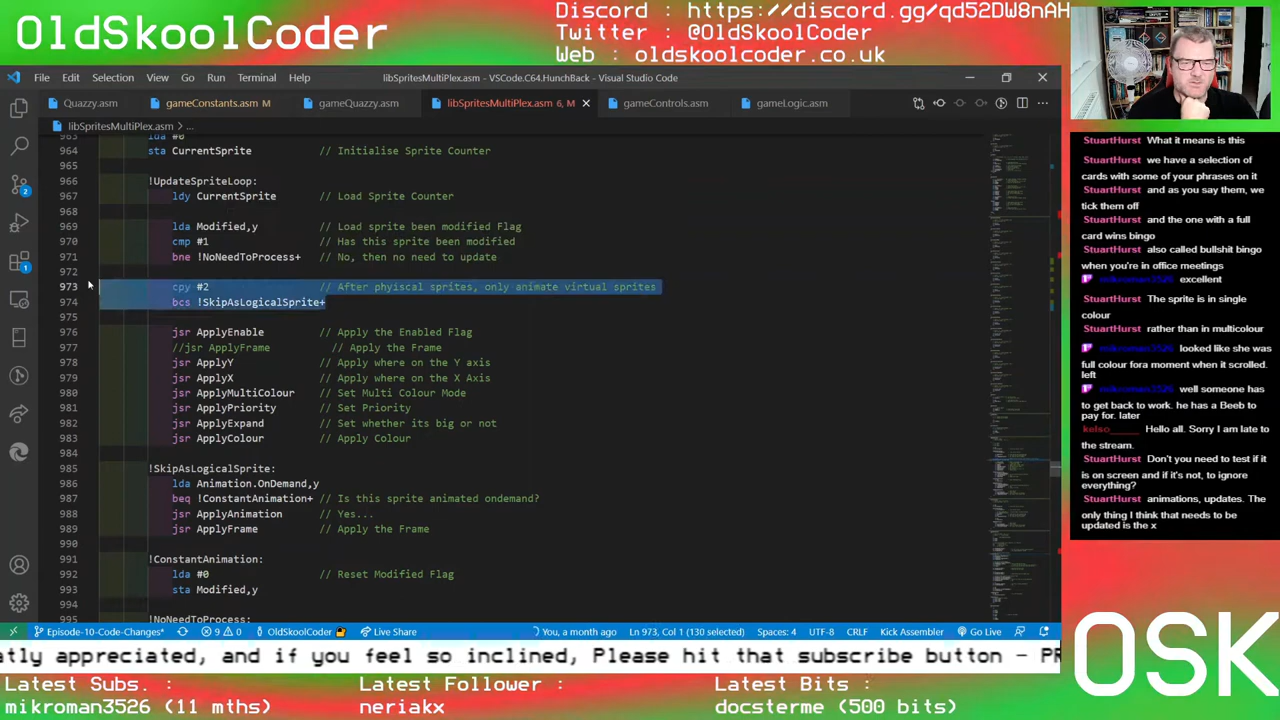 OldSkoolCoder
Discord : https://discord.gg/qd52DW8nAH
Twitter : @OldSkoolCoder
Web : oldskoolcoder.co.uk
File Edit Selection View Go Run Terminal Help
libSpritesMultiPlex.asm - VSCode.C64.HunchBack - Visual Studio Code
Quazzy.asm
gameConstants.asm M
gameQuazzy.asm
libSpritesMultiPlex.asm 6, M
gameControls.asm
gameLogic.asm
libSpritesMultiPlex.asm > ...
963 lda #0
964 sta CurrentSprite // Initialise Sprite Counter
965
966 !UpdateSpriteLoop:
967 ldy CurrentSprite // Load Sprite Counter
968
969 lda Modified,y // Load sprite been modified Flag
970 cmp #1 // Has this sprite been modified
971 bne !NoNeedToProcess+ // No, then no need to update
972
973 cpy #2 // After phyiscal sprites, only animate virtual sprites
974 bcs !SkipAsLogicalSprite+
975
976 jsr ApplyEnable // Apply the Enabled Flag
977 //jsr ApplyFrame // Apply the Frame
978 jsr ApplyY // Apply where on the Y axis
979 jsr ApplyX // Apply where on the X Axis
980 jsr ApplyMultiColour // Set Multi Colour Mode
981 jsr ApplyPriority // Set Priority
982 jsr ApplyExpand // Set whether its big or not
983 jsr ApplyColour // Apply Colour
984
985 !SkipAsLogicalSprite:
986 lda Animation.OnDemand,y
987 beq !ConstantAnimation+ // Is this sprite animated ondemand?
988 jsr ApplyAnimation // Yes...
989 jsr ApplyFrame // Apply the Frame
990
991 !ConstantAnimation:
992 lda #0 // Reset Modified Flag
993 sta Modified,y
994
995 !NoNeedToProcess:
Episode-10-Code-Changes* 9 0 OldSkoolCoder Live Share You, a month ago Ln 973, Col 1 (130 selected) Spaces: 4 UTF-8 CRLF Kick Assembler Go Live
StuartHurst What it means is this
StuartHurst we have a selection of
cards with some of your phrases on it
StuartHurst and as you say them, we
tick them off
StuartHurst and the one with a full
card wins bingo
StuartHurst also called bullshit bingo
when you're in office meetings
mikroman3526 excellent
StuartHurst The sprite is in single
colour
StuartHurst rather than in multicolour
mikroman3526 looked like she was
full colour fora moment when it scrolled
left
mikroman3526 well someone has
to get back to work. he has a Beeb to
pay for. later
kelso_____ Hello all. Sorry I am late to
the stream.
StuartHurst Don't you need to test if it
is on screen and if it's not, to ignore
everything?
StuartHurst animations, updates. The
only thing I think that needs to be
updated is the x
atly appreciated, and if you feel so inclined, Please hit that subscribe button - PR
Latest Subs. :
mikroman3526 (11 mths)
Latest Follower :
neriakx
Latest Bits :
docsterme (500 bits)
OSK